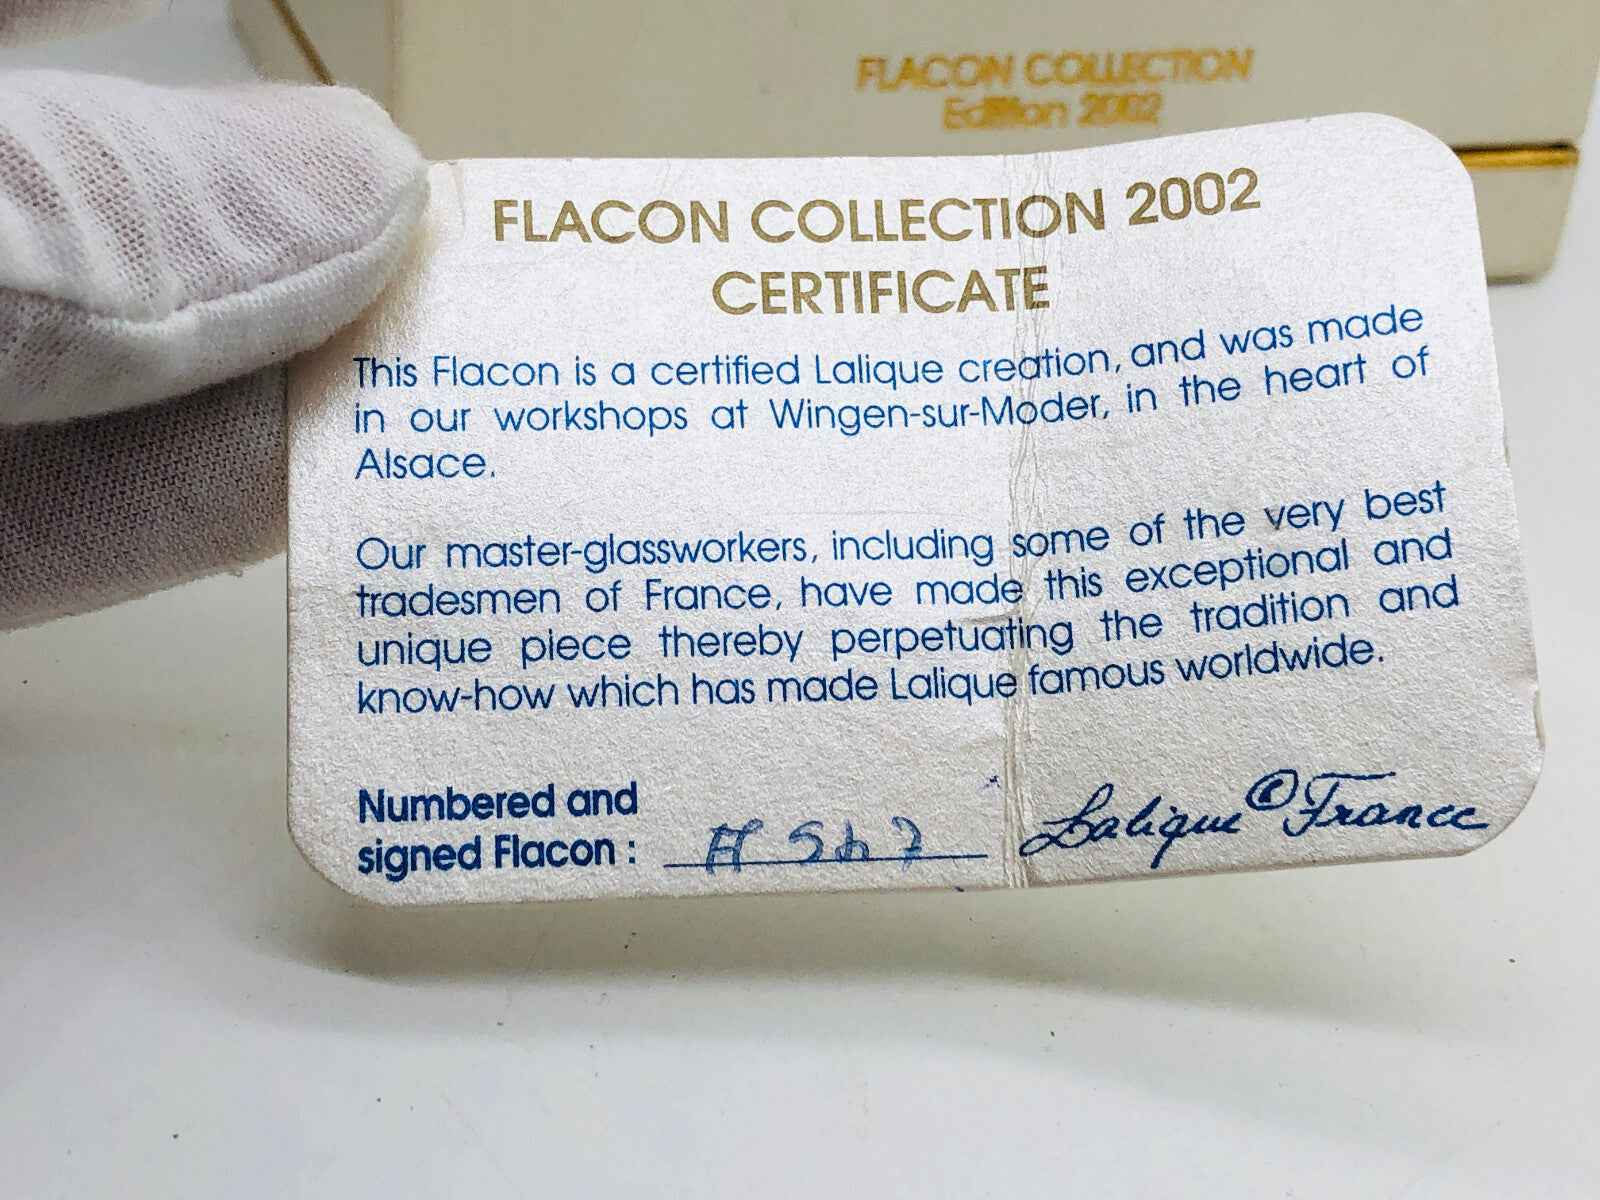 FLACON COLLECTION
Edition 2002
FLACON COLLECTION 2002
CERTIFICATE
This Flacon is a certified Lalique creation, and was made
in our workshops at Wingen-sur-Moder, in the heart of
Alsace.
Our master-glassworkers, including some of the very best
tradesmen of France, have made this exceptional and
unique piece thereby perpetuating the tradition and
know-how which has made Lalique famous worldwide.
Numbered and
signed Flacon :
Lalique © France